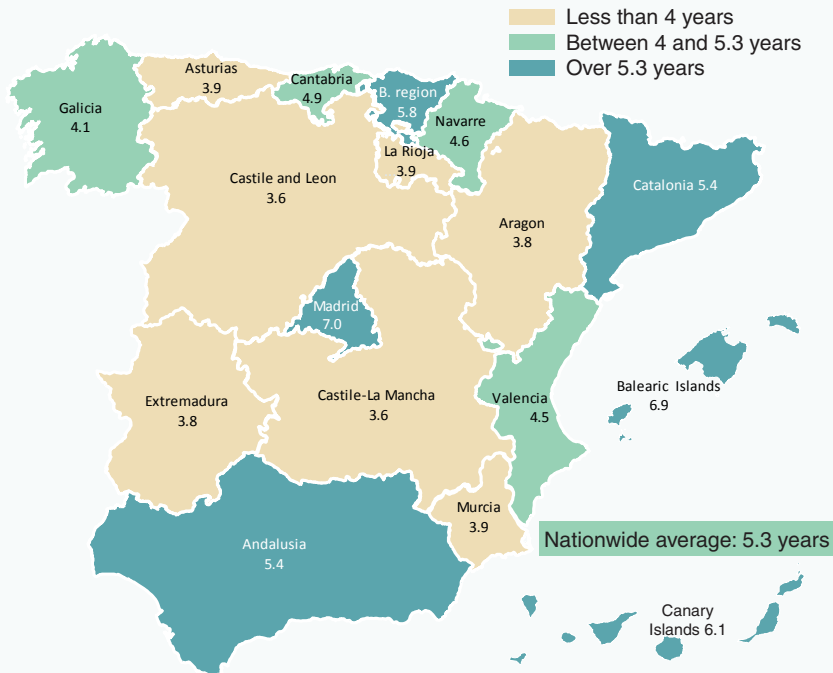 Less than 4 years
Between 4 and 5.3 years
Over 5.3 years
Asturias
3.9
Cantabria
4.9
B. region
5.8
Galicia
4.1
Navarre
4.6
La Rioja
3.9
Castile and Leon
3.6
Catalonia 5.4
Aragon
3.8
Madrid
7.0
Balearic Islands
6.9
Extremadura
3.8
Castile-La Mancha
3.6
Valencia
4.5
Murcia
3.9
Nationwide average: 5.3 years
Andalusia
5.4
Canary
Islands 6.1